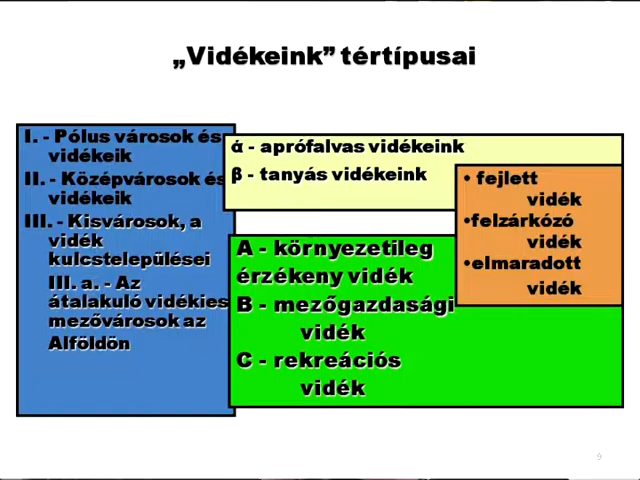 „Vidékeink” tértípusai
I. - Pólus városok és
vidékeik
II. - Középvárosok és
vidékeik
III. - Kisvárosok, a
vidék
kulcstelepülései
III. a. - Az
átalakuló vidékies
mezővárosok az
Alföldön
ά - aprófalvas vidékeink
β - tanyás vidékeink
• fejlett
vidék
•felzárkózó
vidék
•elmaradott
vidék
A - környezetileg
érzékeny vidék
B - mezőgazdasági
vidék
C - rekreációs
vidék
9